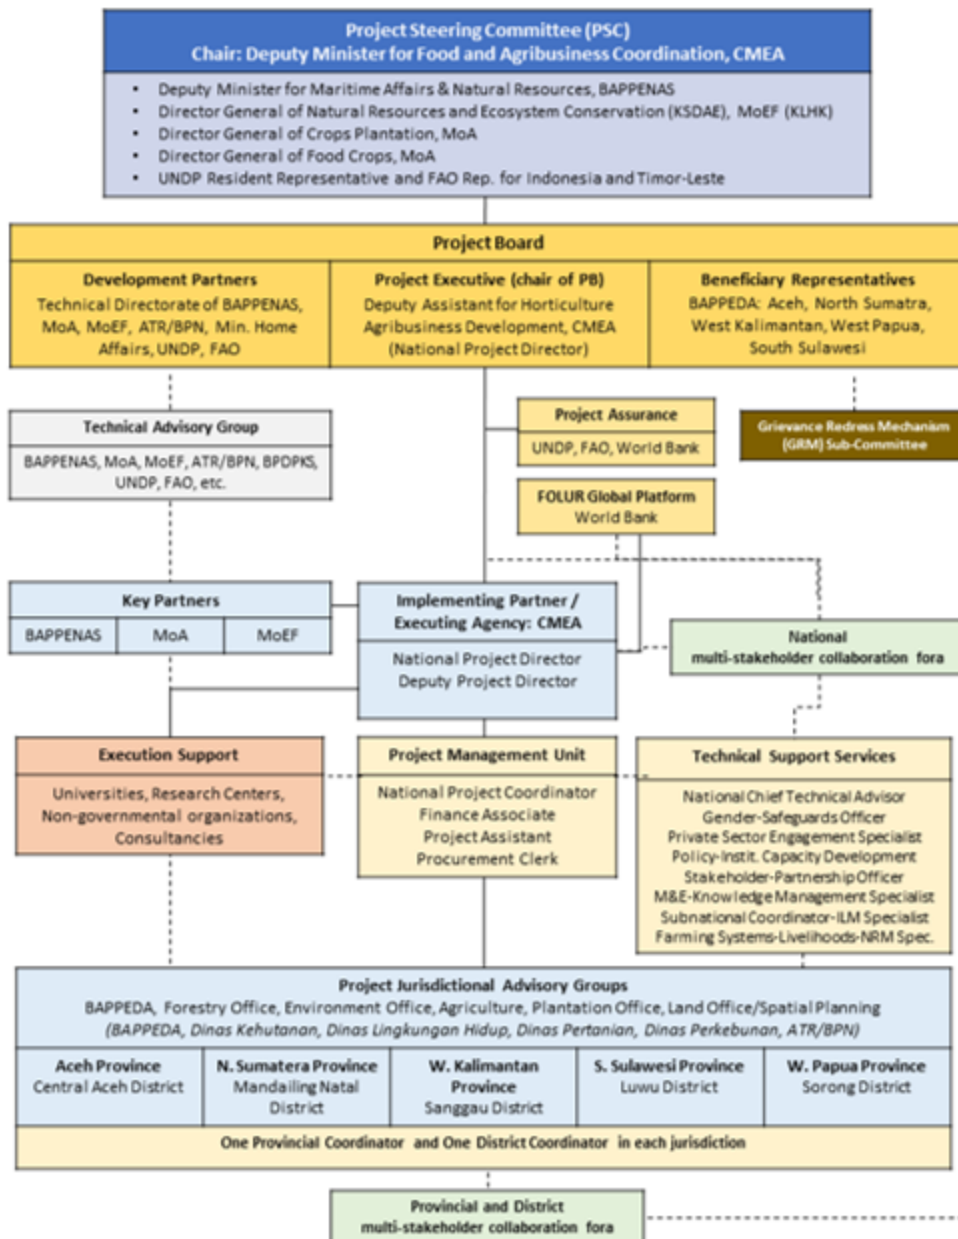 Project Steering Committee (PSC)
Chair: Deputy Minister for Food and Agribusiness Coordination, CMEA
▪ Deputy Minister for Maritime Affairs & Natural Resources, BAPPENAS
▪ Director General of Natural Resources and Ecosystem Conservation (KSDAE), MoEF (KLHK)
▪ Director General of Crops Plantation, MoA
▪ Director General of Food Crops, MoA
▪ UNDP Resident Representative and FAO Rep. for Indonesia and Timor-Leste
Project Board
Development Partners
Technical Directorate of BAPPENAS,
MoA, MoEF, ATR/BPN, Min. Home
Affairs, UNDP, FAO
Project Executive (chair of PB)
Deputy Assistant for Horticulture
Agribusiness Development, CMEA
(National Project Director)
Beneficiary Representatives
BAPPEDA: Aceh, North Sumatra,
West Kalimantan, West Papua,
South Sulawesi
Technical Advisory Group
BAPPENAS, MoA, MoEF, ATR/BPN, BPDPKS,
UNDP, FAO, etc.
Project Assurance
UNDP, FAO, World Bank
Grievance Redress Mechanism
(GRM) Sub-Committee
FOLUR Global Platform
World Bank
Key Partners
BAPPENAS
MoA
MoEF
Implementing Partner /
Executing Agency: CMEA
National Project Director
Deputy Project Director
National
multi-stakeholder collaboration fora
Execution Support
Universities, Research Centers,
Non-governmental organizations,
Consultancies
Project Management Unit
National Project Coordinator
Finance Associate
Project Assistant
Procurement Clerk
Technical Support Services
National Chief Technical Advisor
Gender-Safeguards Officer
Private Sector Engagement Specialist
Policy-Instit. Capacity Development
Stakeholder-Partnership Officer
M&E-Knowledge Management Specialist
Subnational Coordinator-ILM Specialist
Farming Systems-Livelihoods-NRM Spec.
Project Jurisdictional Advisory Groups
BAPPEDA, Forestry Office, Environment Office, Agriculture, Plantation Office, Land Office/Spatial Planning
(BAPPEDA, Dinas Kehutanan, Dinas Lingkungan Hidup, Dinas Pertanian, Dinas Perkebunan, ATR/BPN)
Aceh Province
Central Aceh District
N. Sumatera Province
Mandailing Natal
District
W. Kalimantan
Province
Sanggau District
S. Sulawesi Province
Luwu District
W. Papua Province
Sorong District
One Provincial Coordinator and One District Coordinator in each jurisdiction
Provincial and District
multi-stakeholder collaboration fora